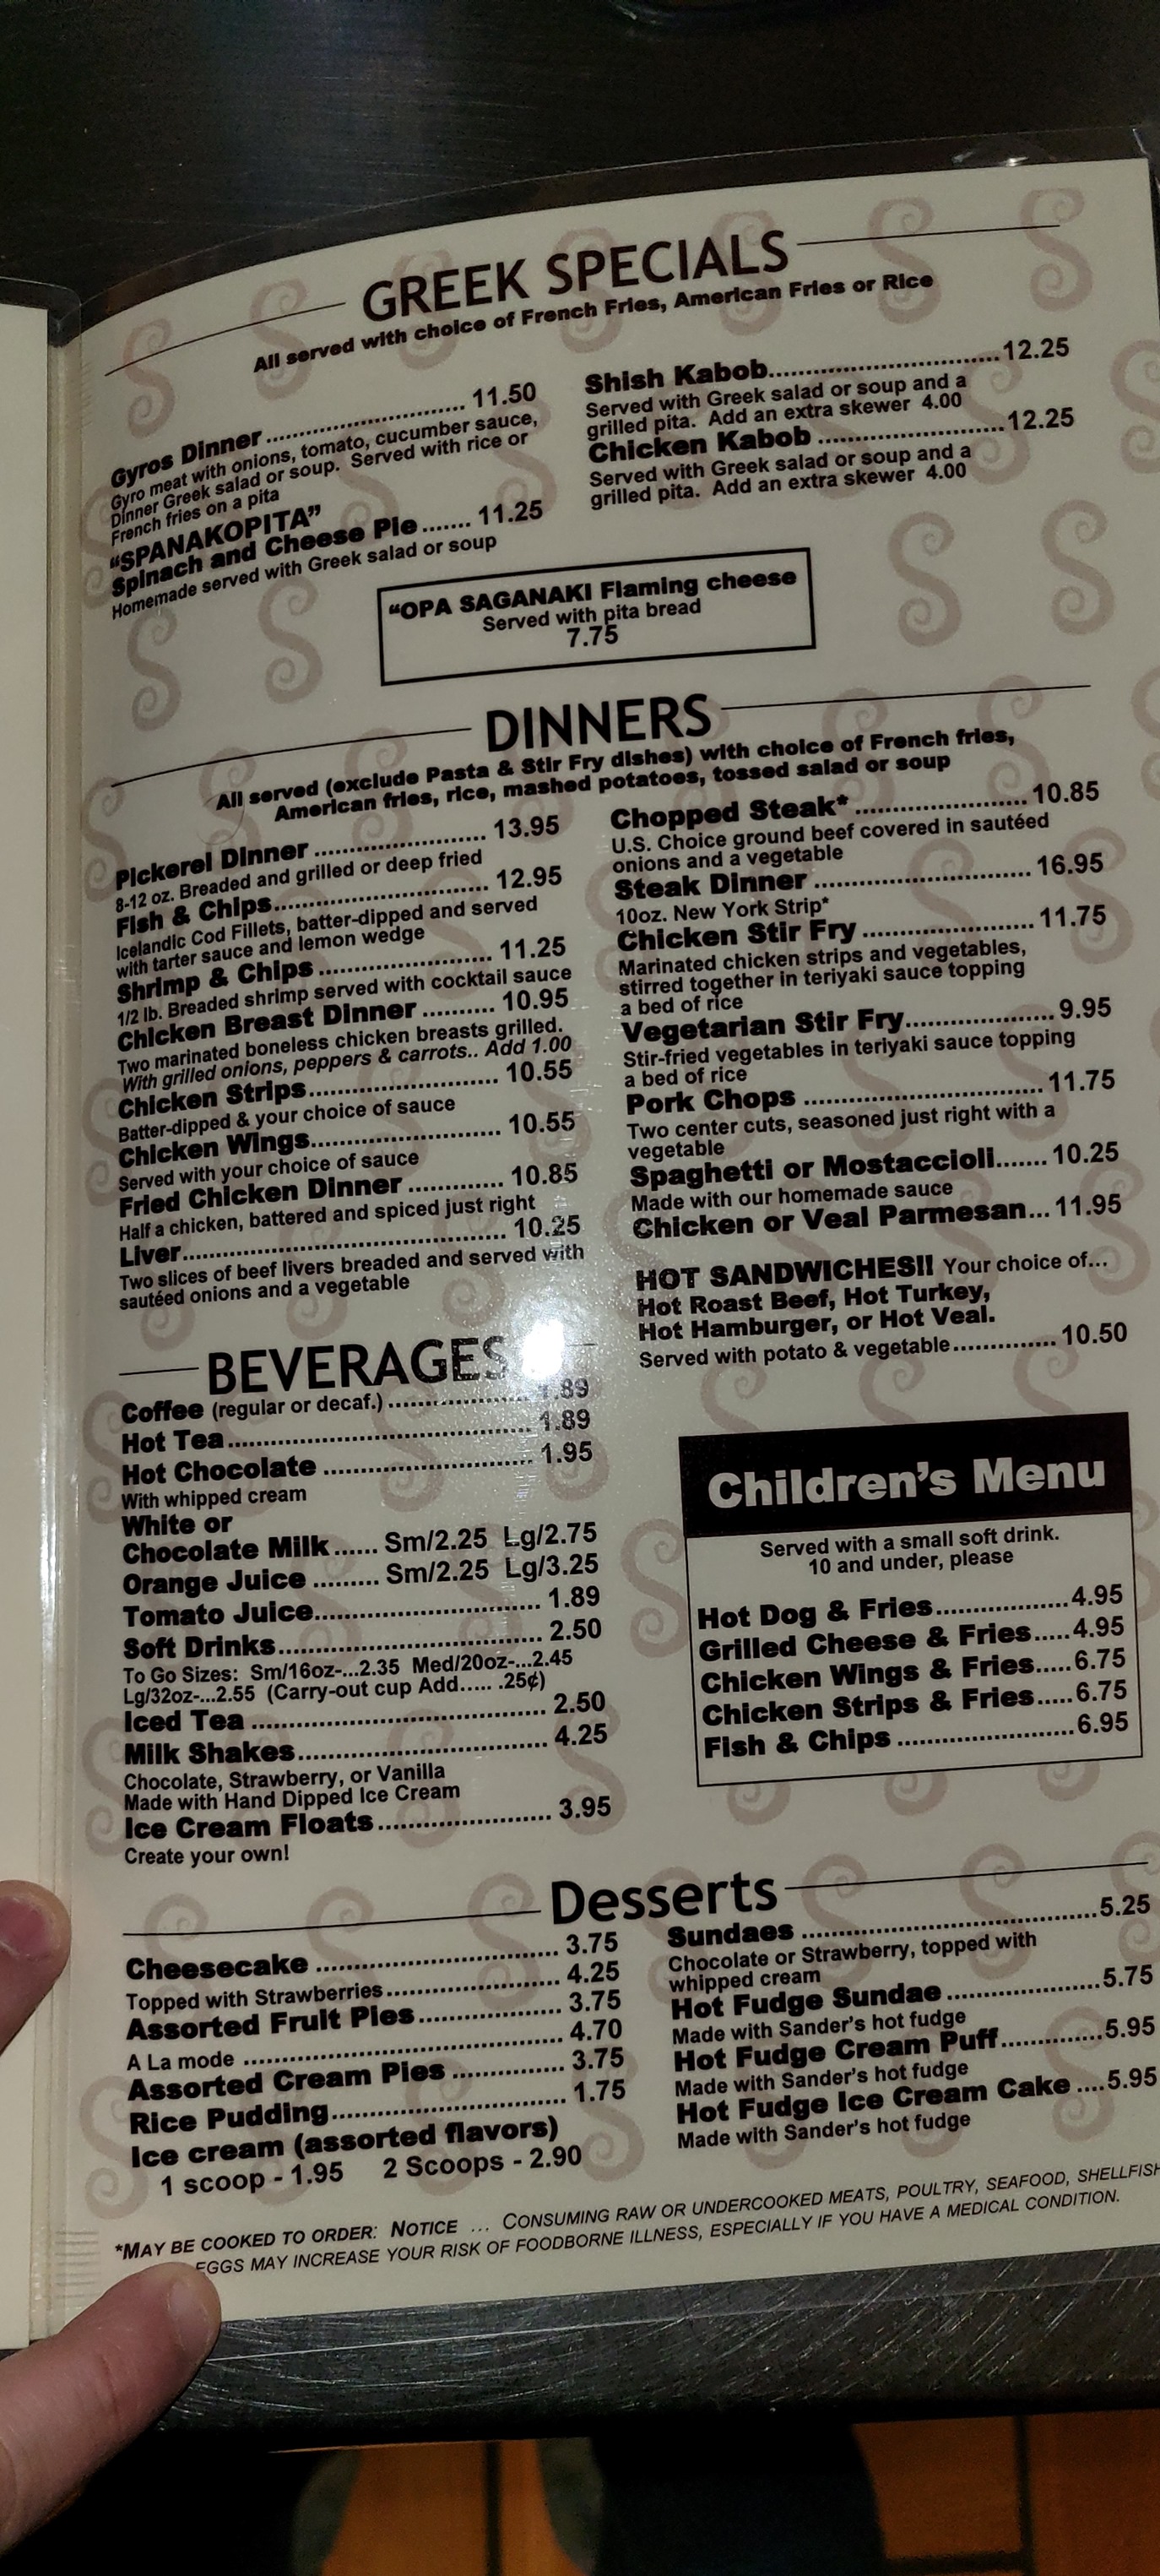 GREEK SPECIALS
All served with choice of French Fries, American Fries or Rice
Gyros Dinner ........................... 11.50
Gyro meat with onions, tomato, cucumber sauce,
Dinner Greek salad or soup. Served with rice or
French fries on a pita
“SPANAKOPITA”
Spinach and Cheese Pie ....... 11.25
Homemade served with Greek salad or soup
Shish Kabob................................12.25
Served with Greek salad or soup and a
grilled pita. Add an extra skewer 4.00
Chicken Kabob .........................12.25
Served with Greek salad or soup and a
grilled pita. Add an extra skewer 4.00
“OPA SAGANAKI Flaming cheese
Served with pita bread
7.75
DINNERS
All served (exclude Pasta & Stir Fry dishes) with choice of French fries,
American fries, rice, mashed potatoes, tossed salad or soup
Pickerel Dinner ....................... 13.95
8-12 oz. Breaded and grilled or deep fried
Fish & Chips............................. 12.95
Icelandic Cod Fillets, batter-dipped and served
with tarter sauce and lemon wedge
Shrimp & Chips ....................... 11.25
1/2 lb. Breaded shrimp served with cocktail sauce
Chicken Breast Dinner .......... 10.95
Two marinated boneless chicken breasts grilled.
With grilled onions, peppers & carrots.. Add 1.00
Chicken Strips......................... 10.55
Batter-dipped & your choice of sauce
Chicken Wings......................... 10.55
Served with your choice of sauce
Fried Chicken Dinner ............. 10.85
Half a chicken, battered and spiced just right
Liver........................................... 10.25
Two slices of beef livers breaded and served with
sautéed onions and a vegetable
Chopped Steak* ........................10.85
U.S. Choice ground beef covered in sautéed
onions and a vegetable
Steak Dinner .............................. 16.95
10oz. New York Strip*
Chicken Stir Fry ........................ 11.75
Marinated chicken strips and vegetables,
stirred together in teriyaki sauce topping
a bed of rice
Vegetarian Stir Fry.................... 9.95
Stir-fried vegetables in teriyaki sauce topping
a bed of rice
Pork Chops .................................11.75
Two center cuts, seasoned just right with a
vegetable
Spaghetti or Mostaccioli....... 10.25
Made with our homemade sauce
Chicken or Veal Parmesan... 11.95
HOT SANDWICHES!! Your choice of...
Hot Roast Beef, Hot Turkey,
Hot Hamburger, or Hot Veal.
Served with potato & vegetable.............. 10.50
BEVERAGES
Coffee (regular or decaf.) .................... 1.89
Hot Tea........................................ 1.89
Hot Chocolate ........................... 1.95
With whipped cream
White or
Chocolate Milk ...... Sm/2.25 Lg/2.75
Orange Juice ......... Sm/2.25 Lg/3.25
Tomato Juice............................. 1.89
Soft Drinks.................................. 2.50
To Go Sizes: Sm/16oz-...2.35 Med/20oz-...2.45
Lg/32oz-...2.55 (Carry-out cup Add..... .25¢)
Iced Tea ...................................... 2.50
Milk Shakes................................ 4.25
Chocolate, Strawberry, or Vanilla
Made with Hand Dipped Ice Cream
Ice Cream Floats....................... 3.95
Create your own!
Children's Menu
Served with a small soft drink.
10 and under, please
Hot Dog & Fries..................4.95
Grilled Cheese & Fries.....4.95
Chicken Wings & Fries.....6.75
Chicken Strips & Fries.....6.75
Fish & Chips .......................6.95
Desserts
Cheesecake ............................... 3.75
Topped with Strawberries...................... 4.25
Assorted Fruit Pies.................. 3.75
A La mode ........................................ 4.70
Assorted Cream Pies .............. 3.75
Rice Pudding.............................. 1.75
Ice cream (assorted flavors)
1 scoop - 1.95 2 Scoops - 2.90
Sundaes .......................................5.25
Chocolate or Strawberry, topped with
whipped cream
Hot Fudge Sundae ....................5.75
Made with Sander's hot fudge
Hot Fudge Cream Puff..............5.95
Made with Sander's hot fudge
Hot Fudge Ice Cream Cake ....5.95
Made with Sander's hot fudge
*MAY BE COOKED TO ORDER: NOTICE ... CONSUMING RAW OR UNDERCOOKED MEATS, POULTRY, SEAFOOD, SHELLFISH
EGGS MAY INCREASE YOUR RISK OF FOODBORNE ILLNESS, ESPECIALLY IF YOU HAVE A MEDICAL CONDITION.